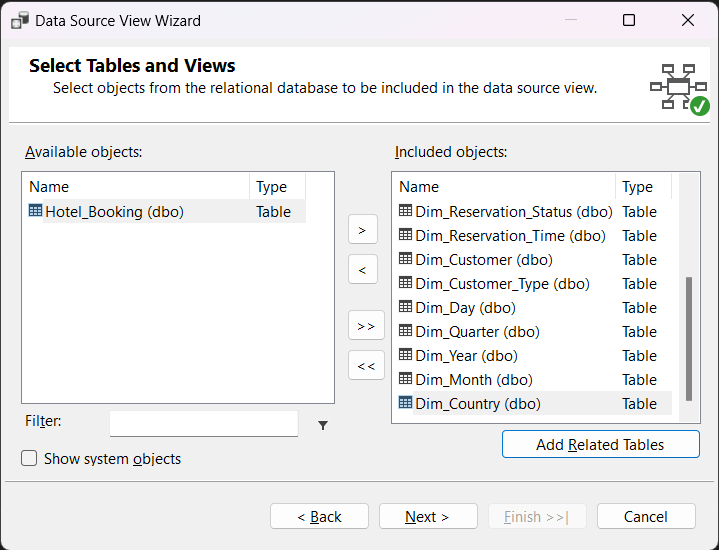 Data Source View Wizard
Select Tables and Views
Select objects from the relational database to be included in the data source view.
Available objects:
Name Type
Hotel_Booking (dbo) Table
>
<
>>
<<
Included objects:
Name Type
Dim_Reservation_Status (dbo) Table
Dim_Reservation_Time (dbo) Table
Dim_Customer (dbo) Table
Dim_Customer_Type (dbo) Table
Dim_Day (dbo) Table
Dim_Quarter (dbo) Table
Dim_Year (dbo) Table
Dim_Month (dbo) Table
Dim_Country (dbo) Table
Filter:
Add Related Tables
Show system objects
< Back Next > Finish >>| Cancel